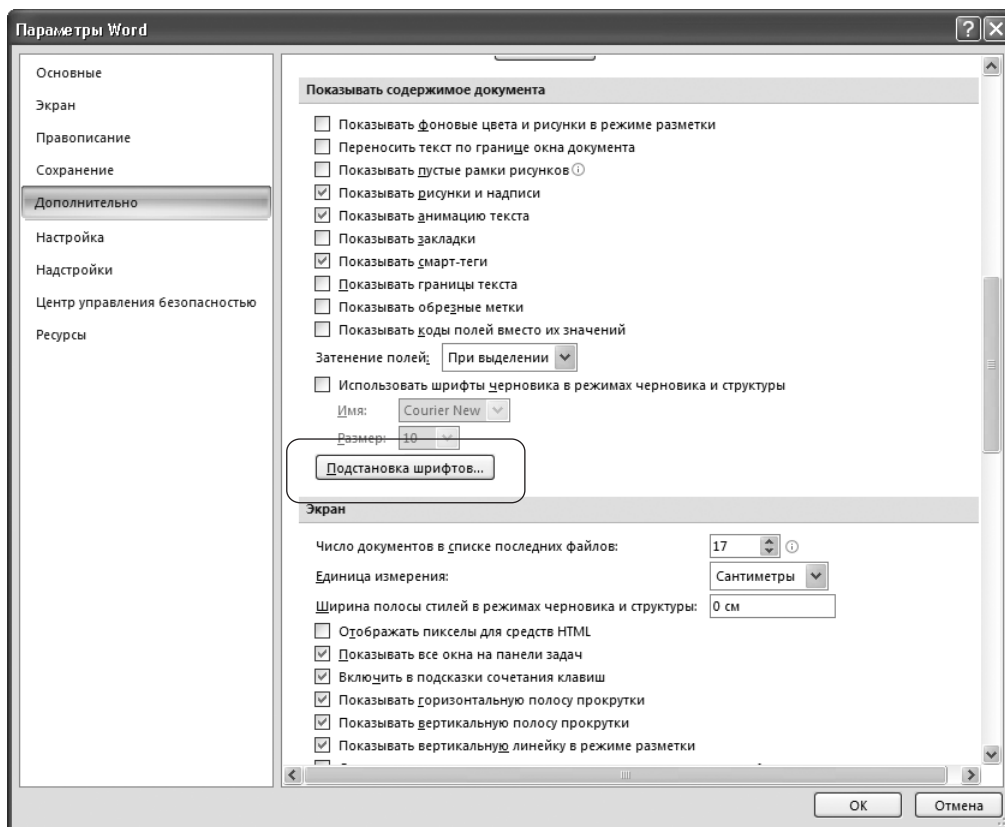 Параметры Word
Основные
Экран
Правописание
Сохранение
Дополнительно
Настройка
Надстройки
Центр управления безопасностью
Ресурсы
Показывать содержимое документа
Показывать фоновые цвета и рисунки в режиме разметки
Переносить текст по границе окна документа
Показывать пустые рамки рисунков
Показывать рисунки и надписи
Показывать анимацию текста
Показывать закладки
Показывать смарт-теги
Показывать границы текста
Показывать обрезные метки
Показывать коды полей вместо их значений
Затенение полей: При выделении
Использовать шрифты черновика в режимах черновика и структуры
Имя: Courier New
Размер: 10
Подстановка шрифтов...
Экран
Число документов в списке последних файлов: 17
Единица измерения: Сантиметры
Ширина полосы стилей в режимах черновика и структуры: 0 см
Отображать пикселы для средств HTML
Показывать все окна на панели задач
Включить в подсказки сочетания клавиш
Показывать горизонтальную полосу прокрутки
Показывать вертикальную полосу прокрутки
Показывать вертикальную линейку в режиме разметки
ОК Отмена